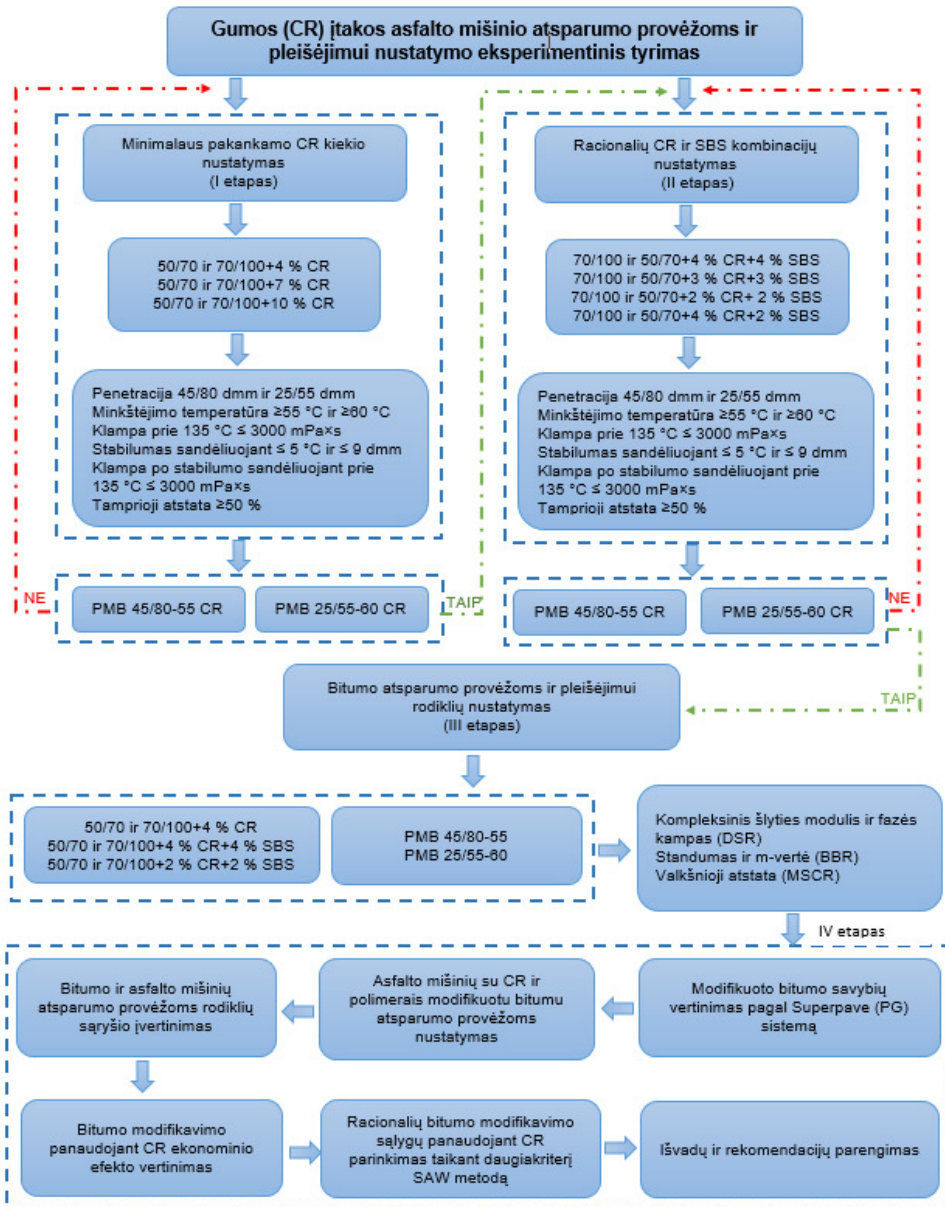 Gumos (CR) įtakos asfalto mišinio atsparumo provėžoms ir
pleišėjimui nustatymo eksperimentinis tyrimas
Minimalaus pakankamo CR kiekio
nustatymas
(I etapas)
50/70 ir 70/100+4 % CR
50/70 ir 70/100+7 % CR
50/70 ir 70/100+10 % CR
Penetracija 45/80 dmm ir 25/55 dmm
Minkštėjimo temperatūra ≥55 °C ir ≥60 °C
Klampa prie 135 °C ≤ 3000 mPa×s
Stabilumas sandėliuojant ≤ 5 °C ir ≤ 9 dmm
Klampa po stabilumo sandėliuojant prie
135 °C ≤ 3000 mPa×s
Tamprioji atstata ≥50 %
NE
PMB 45/80-55 CR
PMB 25/55-60 CR
TAIP
Racionalių CR ir SBS kombinacijų
nustatymas
(II etapas)
70/100 ir 50/70+4 % CR+4 % SBS
70/100 ir 50/70+3 % CR+3 % SBS
70/100 ir 50/70+2 % CR+ 2 % SBS
70/100 ir 50/70+4 % CR+2 % SBS
Penetracija 45/80 dmm ir 25/55 dmm
Minkštėjimo temperatūra ≥55 °C ir ≥60 °C
Klampa prie 135 °C ≤ 3000 mPa×s
Stabilumas sandėliuojant ≤ 5 °C ir ≤ 9 dmm
Klampa po stabilumo sandėliuojant prie
135 °C ≤ 3000 mPa×s
Tamprioji atstata ≥50 %
PMB 45/80-55 CR
PMB 25/55-60 CR
NE
TAIP
Bitumo atsparumo provėžoms ir pleišėjimui
rodiklių nustatymas
(III etapas)
50/70 ir 70/100+4 % CR
50/70 ir 70/100+4 % CR+4 % SBS
50/70 ir 70/100+2 % CR+2 % SBS
PMB 45/80-55
PMB 25/55-60
Kompleksinis šlyties modulis ir fazės
kampas (DSR)
Standumas ir m-vertė (BBR)
Valkšnioji atstata (MSCR)
IV etapas
Modifikuoto bitumo savybių
vertinimas pagal Superpave (PG)
sistemą
Asfalto mišinių su CR ir
polimerais modifikuotu bitumu
atsparumo provėžoms
nustatymas
Bitumo ir asfalto mišinių
atsparumo provėžoms rodiklių
sąryšio įvertinimas
Bitumo modifikavimo
panaudojant CR ekonominio
efekto vertinimas
Racionalių bitumo modifikavimo
sąlygų panaudojant CR
parinkimas taikant daugiakriterį
SAW metodą
Išvadų ir rekomendacijų parengimas